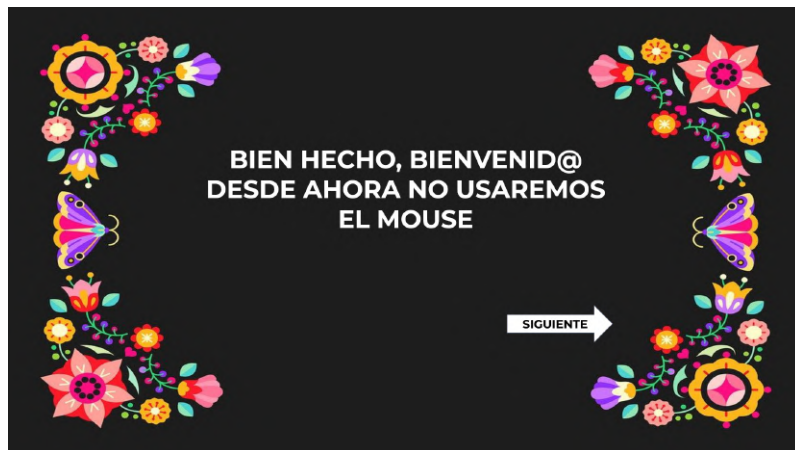 BIEN HECHO, BIENVENID@
DESDE AHORA NO USAREMOS
EL MOUSE
SIGUIENTE